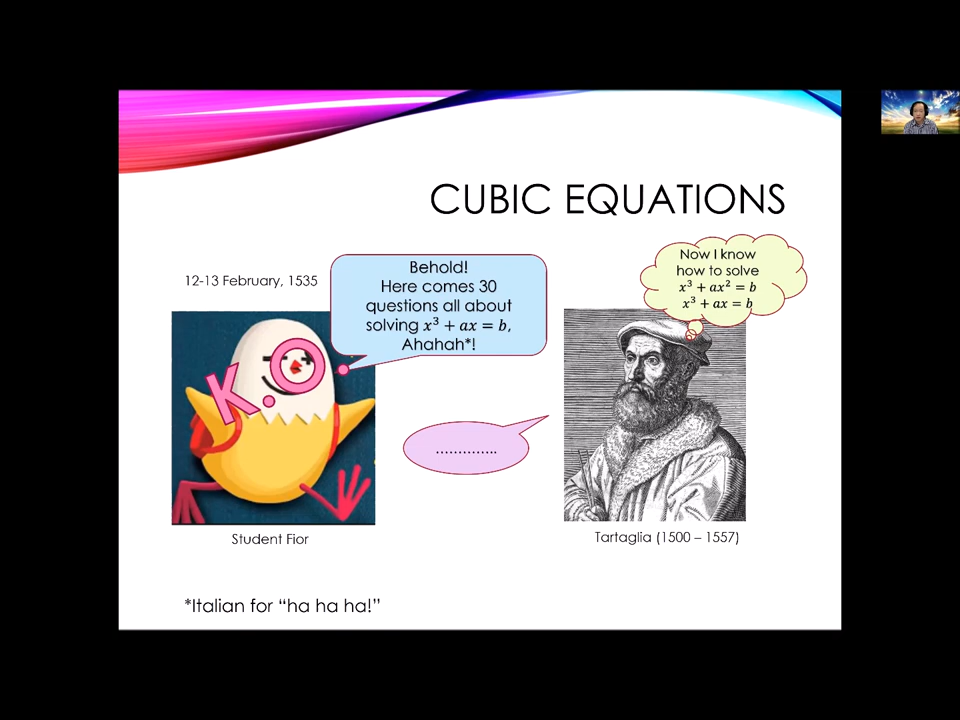 CUBIC EQUATIONS
12-13 February, 1535
Behold!
Here comes 30
questions all about
solving x³ + ax = b,
Ahahah*!
Now I know
how to solve
x³ + ax² = b
x³ + ax = b
K.O
..............
Student Fior
Tartaglia (1500 – 1557)
*Italian for “ha ha ha!”